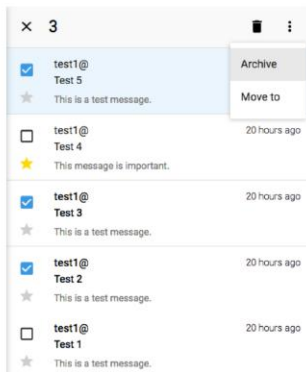 3
Archive
Move to
test1@
Test 5
This is a test message.
test1@ 20 hours ago
Test 4
This message is important.
test1@ 20 hours ago
Test 3
This is a test message.
test1@ 20 hours ago
Test 2
This is a test message.
test1@ 20 hours ago
Test 1
This is a test message.